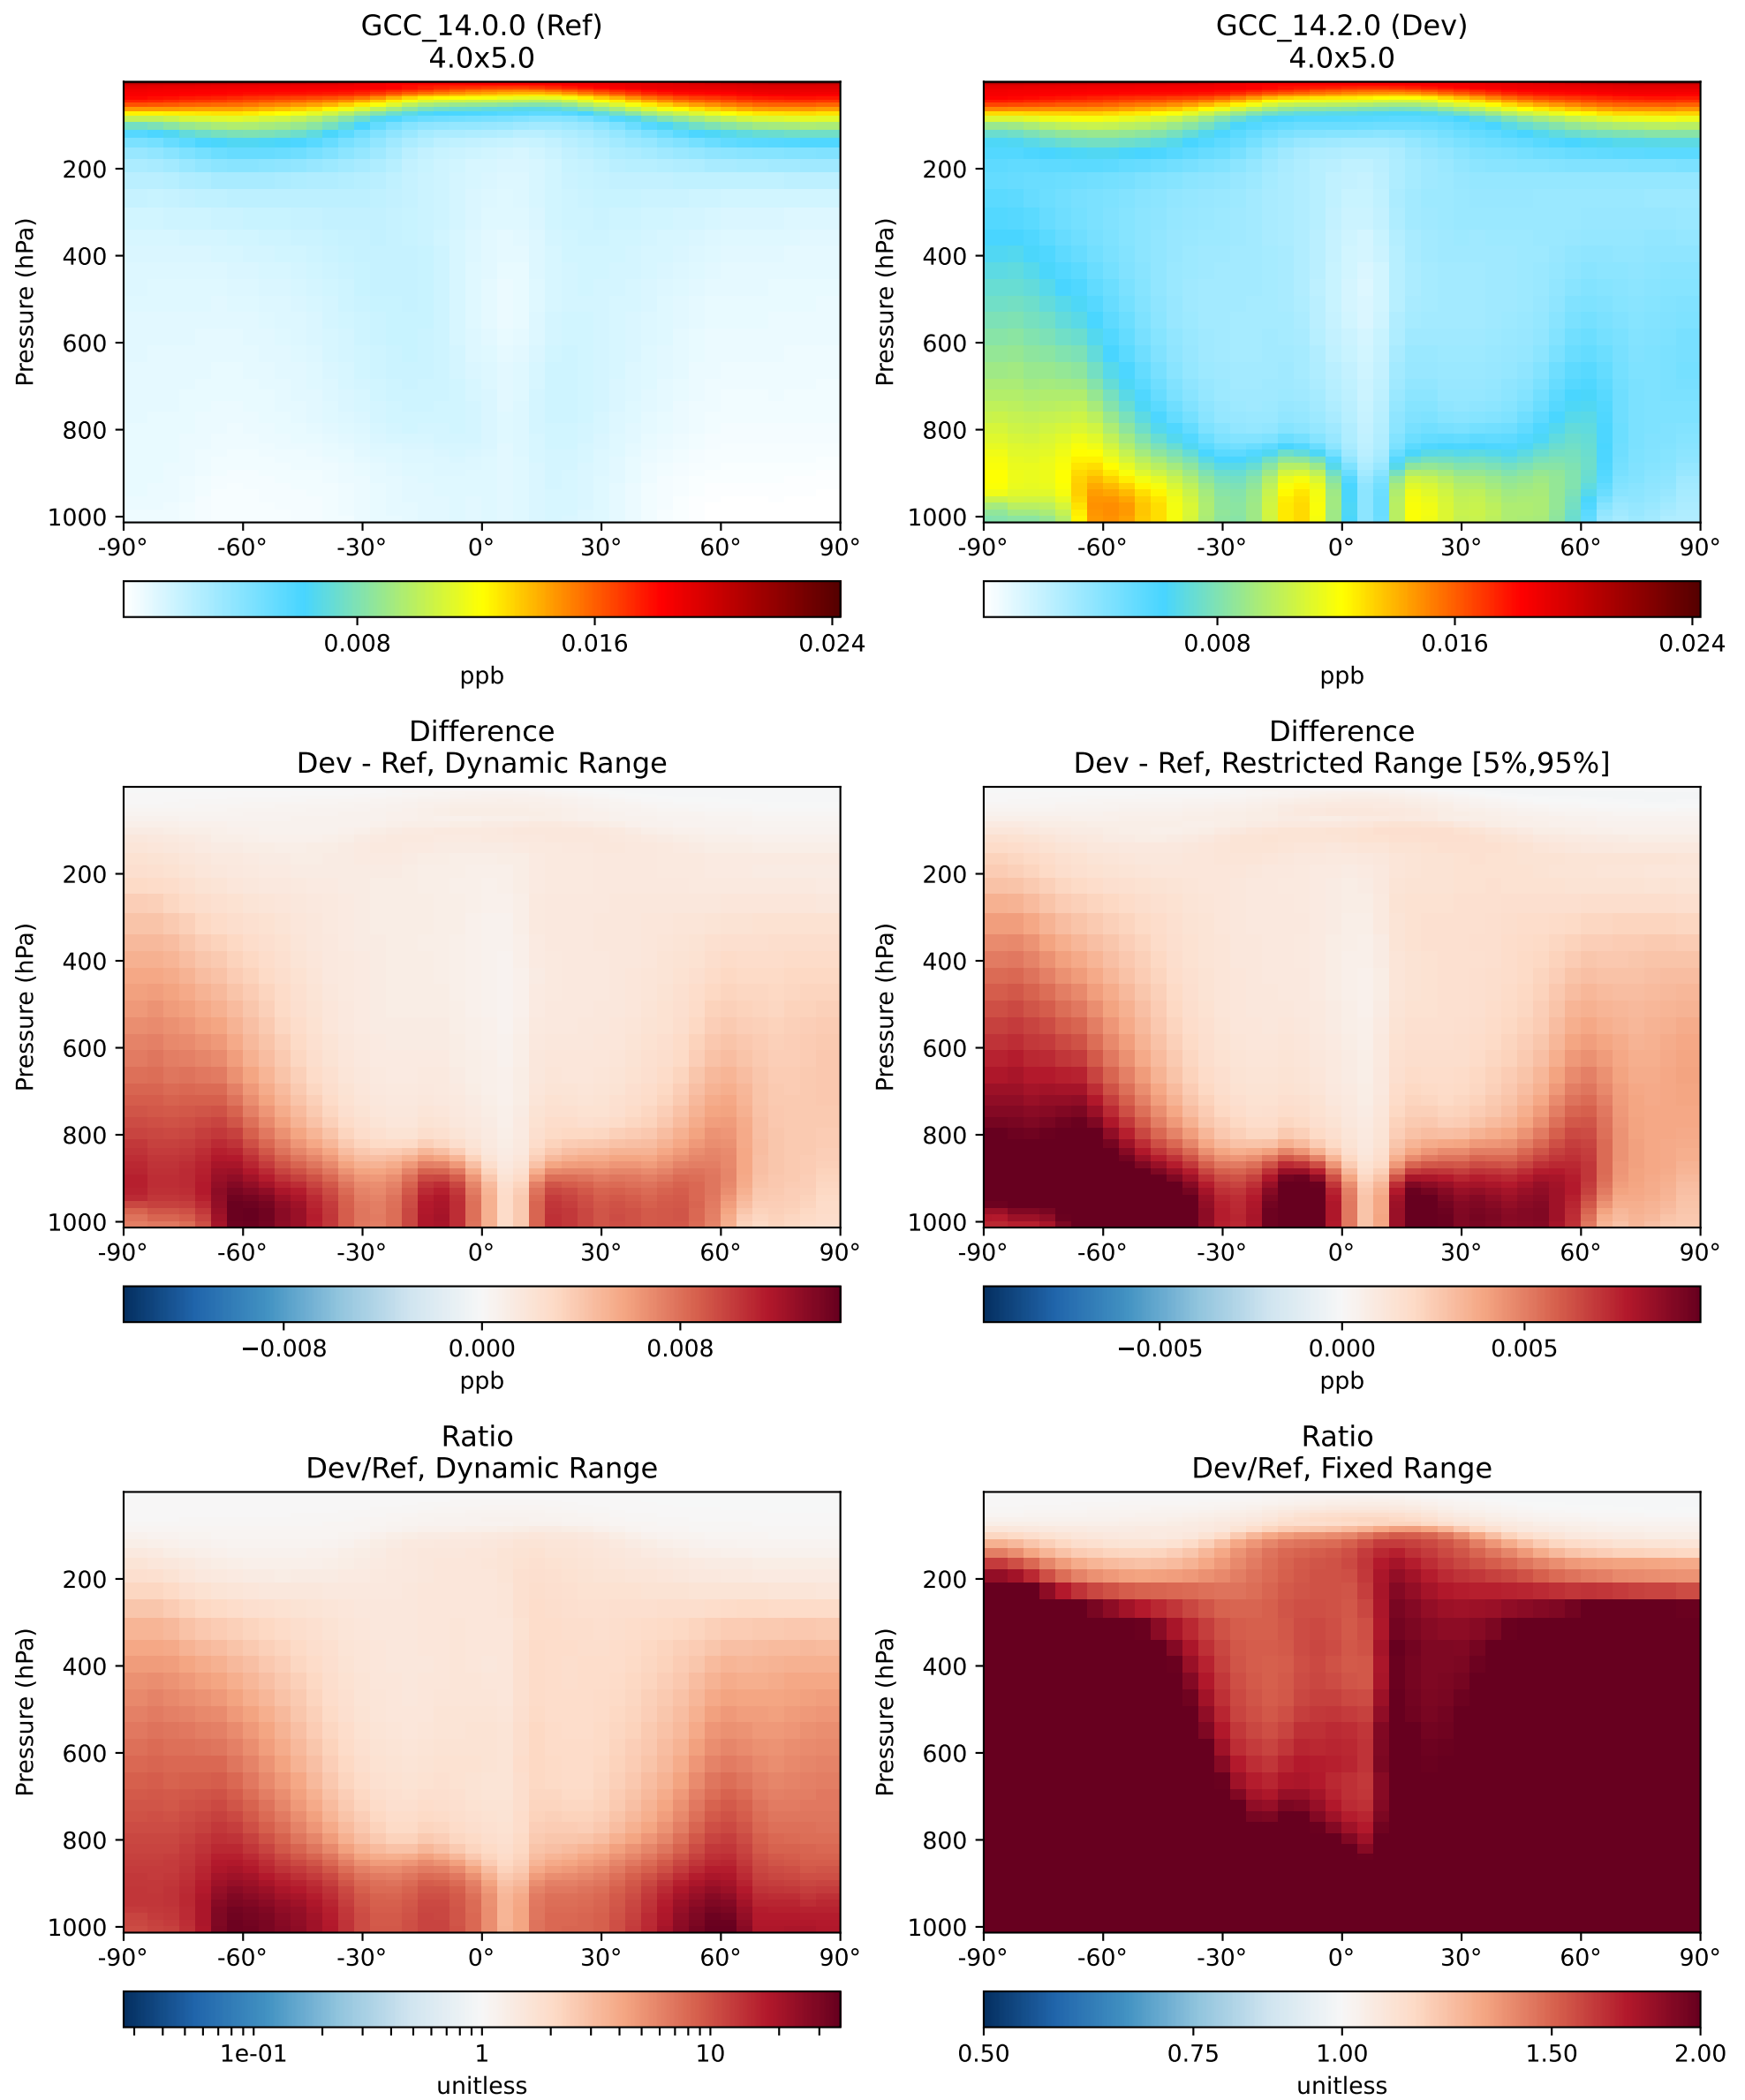 GCC_14.0.0 (Ref)
4.0x5.0
Pressure (hPa)
200
400
600
800
1000
-90° -60° -30° 0° 30° 60° 90°
0.008 0.016 0.024
ppb
GCC_14.2.0 (Dev)
4.0x5.0
Pressure (hPa)
200
400
600
800
1000
-90° -60° -30° 0° 30° 60° 90°
0.008 0.016 0.024
ppb
Difference
Dev - Ref, Dynamic Range
Pressure (hPa)
200
400
600
800
1000
-90° -60° -30° 0° 30° 60° 90°
−0.008 0.000 0.008
ppb
Difference
Dev - Ref, Restricted Range [5%,95%]
Pressure (hPa)
200
400
600
800
1000
-90° -60° -30° 0° 30° 60° 90°
−0.005 0.000 0.005
ppb
Ratio
Dev/Ref, Dynamic Range
Pressure (hPa)
200
400
600
800
1000
-90° -60° -30° 0° 30° 60° 90°
1e-01 1 10
unitless
Ratio
Dev/Ref, Fixed Range
Pressure (hPa)
200
400
600
800
1000
-90° -60° -30° 0° 30° 60° 90°
0.50 0.75 1.00 1.50 2.00
unitless